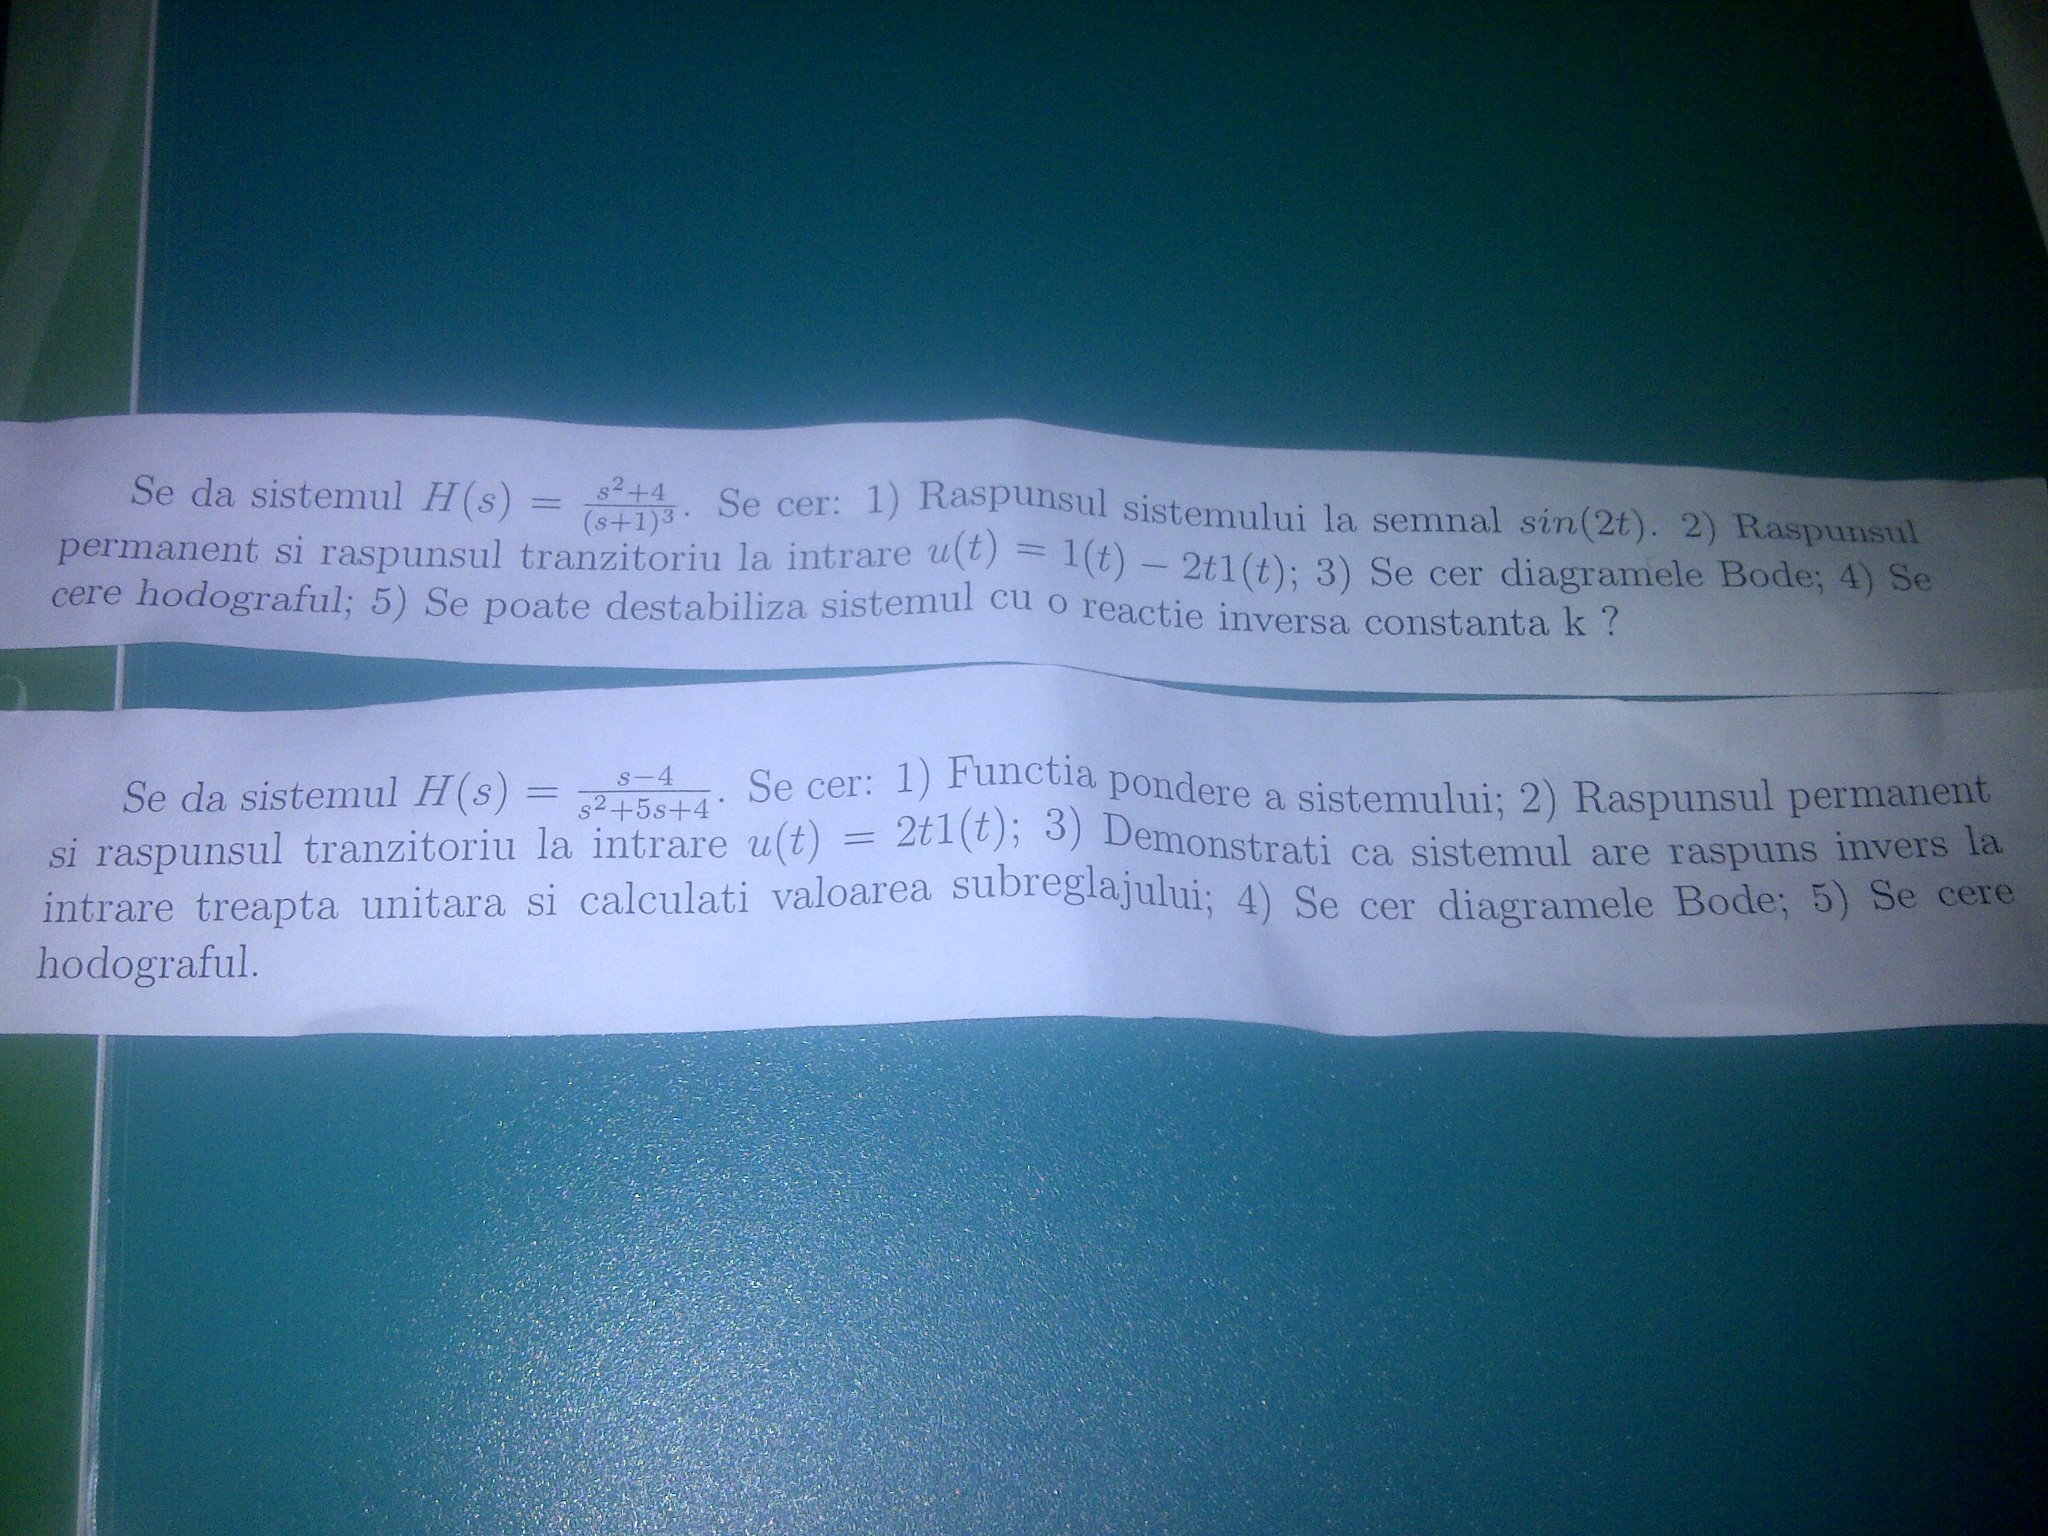 Se da sistemul H(s) = \frac{s^2+4}{(s+1)^3}. Se cer: 1) Raspunsul sistemului la semnal sin(2t). 2) Raspunsul
permanent si raspunsul tranzitoriu la intrare u(t) = 1(t) − 2t1(t); 3) Se cer diagramele Bode; 4) Se
cere hodograful; 5) Se poate destabiliza sistemul cu o reactie inversa constanta k ?
Se da sistemul H(s) = \frac{s−4}{s^2+5s+4}. Se cer: 1) Functia pondere a sistemului; 2) Raspunsul permanent
si raspunsul tranzitoriu la intrare u(t) = 2t1(t); 3) Demonstrati ca sistemul are raspuns invers la
intrare treapta unitara si calculati valoarea subreglajului; 4) Se cer diagramele Bode; 5) Se cere
hodograful.